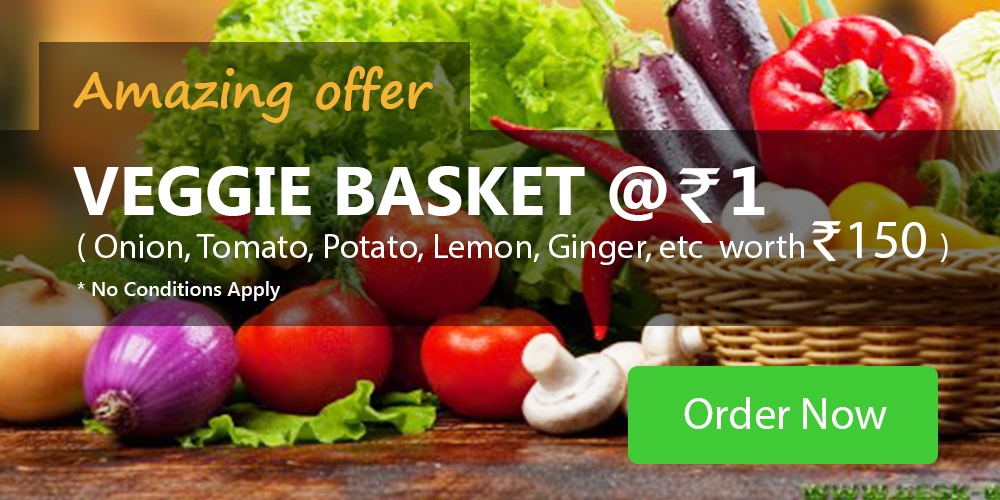 Amazing offer
VEGGIE BASKET @ ₹ 1
( Onion, Tomato, Potato, Lemon, Ginger, etc worth ₹150 )
* No Conditions Apply
Order Now